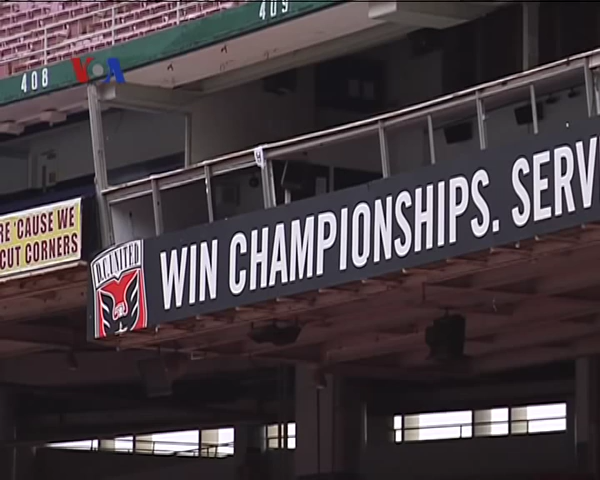 409
408
VOA
RE 'CAUSE WE
CUT CORNERS
D.C. UNITED
WIN CHAMPIONSHIPS. SERV